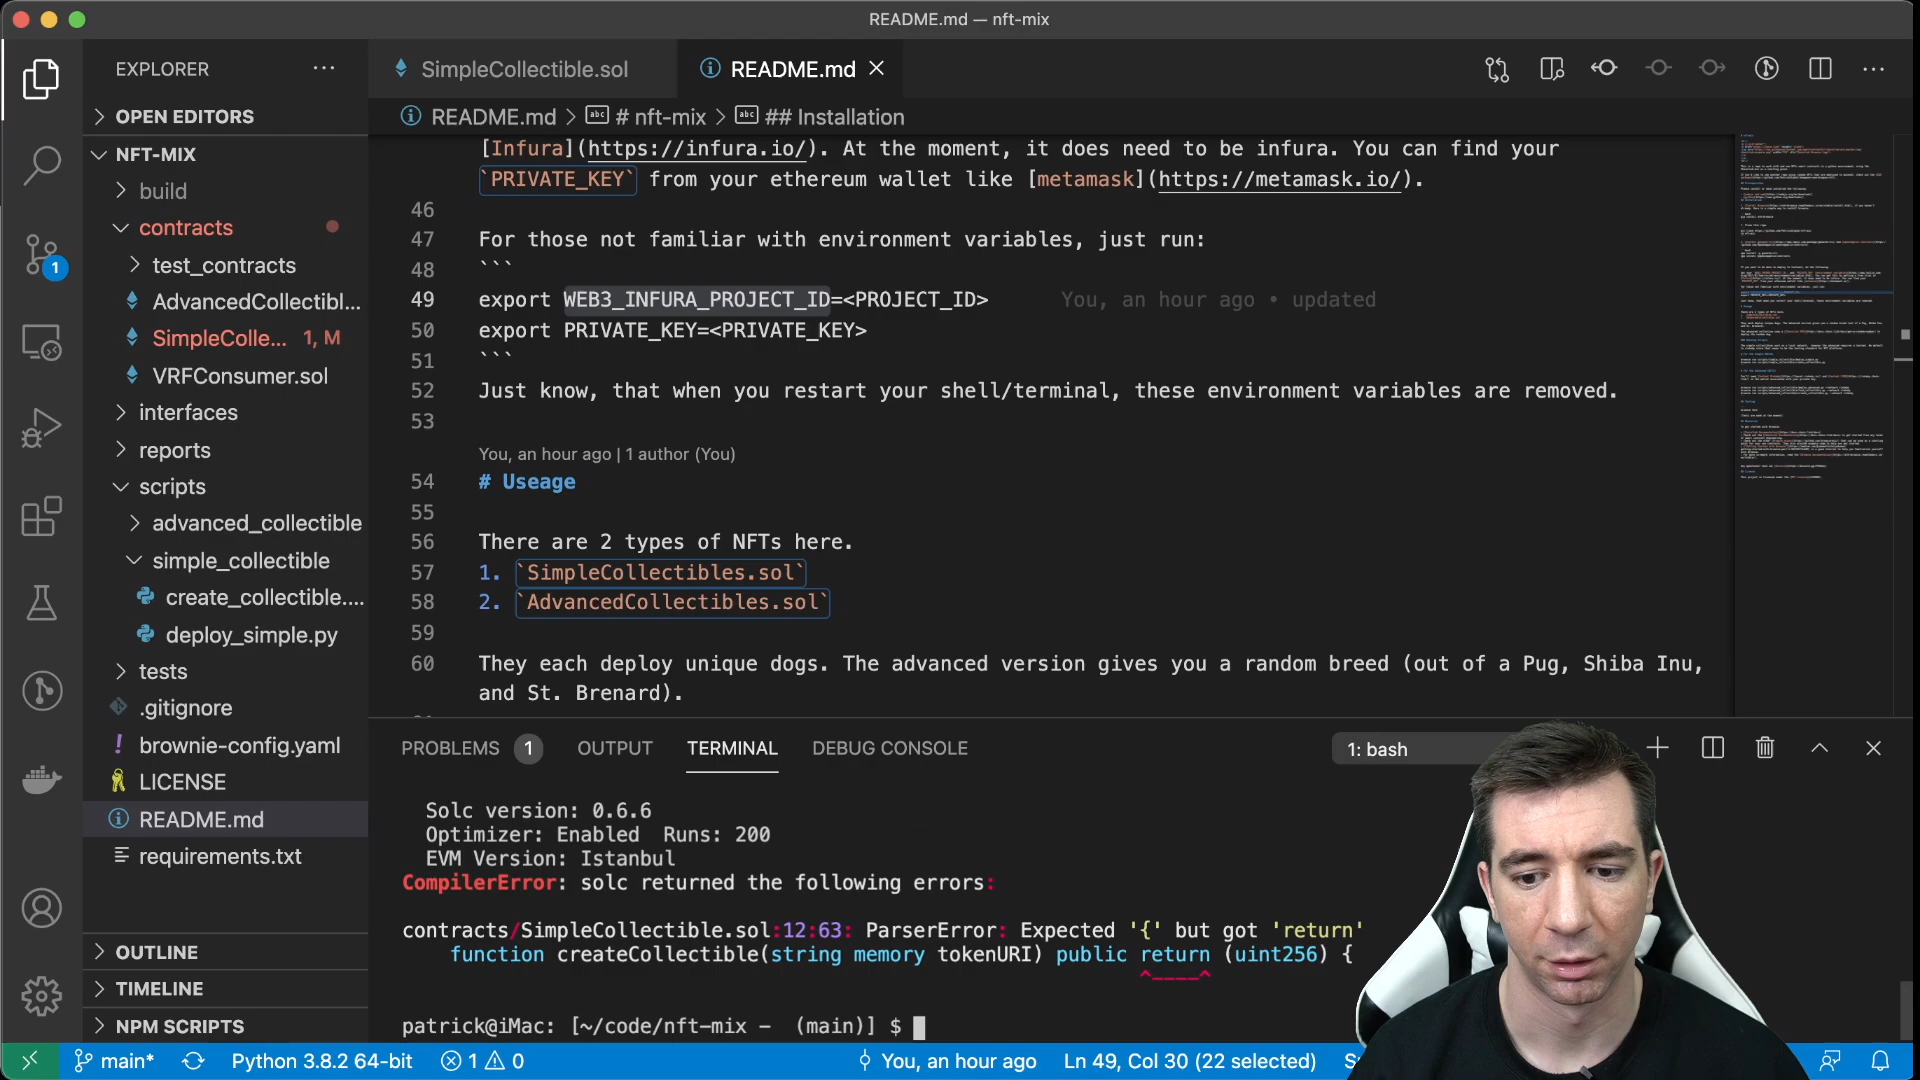 README.md — nft-mix
EXPLORER
SimpleCollectible.sol
README.md
OPEN EDITORS
README.md > # nft-mix > ## Installation
NFT-MIX
build
contracts
test_contracts
AdvancedCollectibl...
SimpleColle... 1, M
VRFConsumer.sol
interfaces
reports
scripts
advanced_collectible
simple_collectible
create_collectible....
deploy_simple.py
tests
.gitignore
brownie-config.yaml
LICENSE
README.md
requirements.txt
OUTLINE
TIMELINE
NPM SCRIPTS
1
[Infura](https://infura.io/). At the moment, it does need to be infura. You can find your
`PRIVATE_KEY` from your ethereum wallet like [metamask](https://metamask.io/).
46
47 For those not familiar with environment variables, just run:
48 ```
49 export WEB3_INFURA_PROJECT_ID=<PROJECT_ID> You, an hour ago • updated
50 export PRIVATE_KEY=<PRIVATE_KEY>
51 ```
52 Just know, that when you restart your shell/terminal, these environment variables are removed.
53
You, an hour ago | 1 author (You)
54 # Useage
55
56 There are 2 types of NFTs here.
57 1. `SimpleCollectibles.sol`
58 2. `AdvancedCollectibles.sol`
59
60 They each deploy unique dogs. The advanced version gives you a random breed (out of a Pug, Shiba Inu,
and St. Brenard).
PROBLEMS 1 OUTPUT TERMINAL DEBUG CONSOLE 1: bash
Solc version: 0.6.6
Optimizer: Enabled Runs: 200
EVM Version: Istanbul
CompilerError: solc returned the following errors:
contracts/SimpleCollectible.sol:12:63: ParserError: Expected '{' but got 'return'
function createCollectible(string memory tokenURI) public return (uint256) {
^____^
patrick@iMac: [~/code/nft-mix - (main)] $
main* Python 3.8.2 64-bit 1 0 You, an hour ago Ln 49, Col 30 (22 selected)